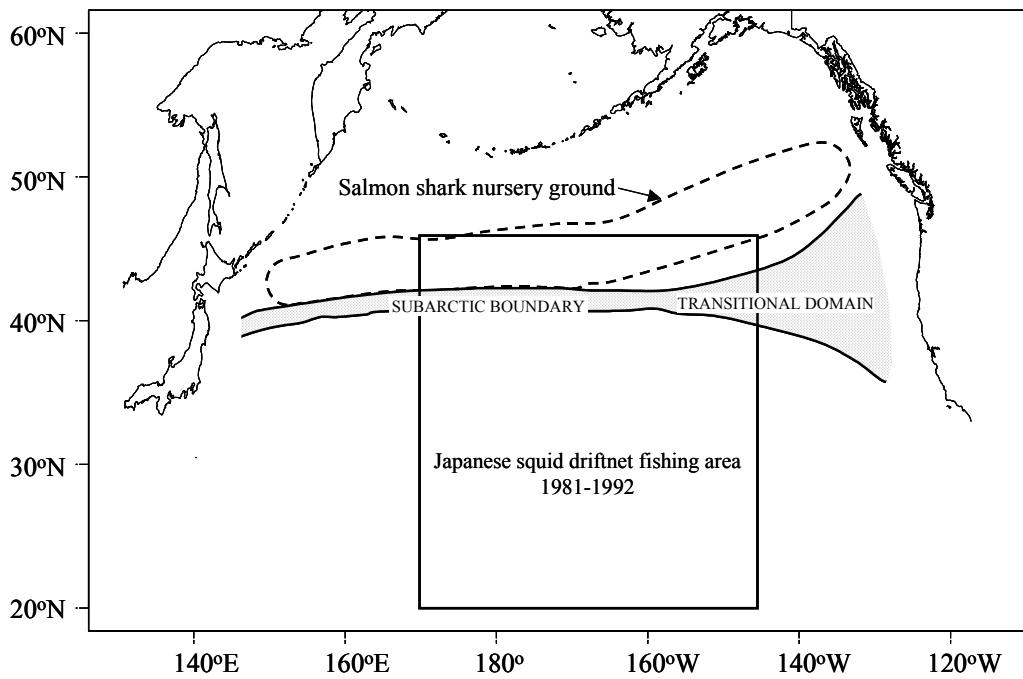 60ºN
50ºN
Salmon shark nursery ground
40ºN
SUBARCTIC BOUNDARY
TRANSITIONAL DOMAIN
30ºN
Japanese squid driftnet fishing area
1981-1992
20ºN
140ºE
160ºE
180º
160ºW
140ºW
120ºW